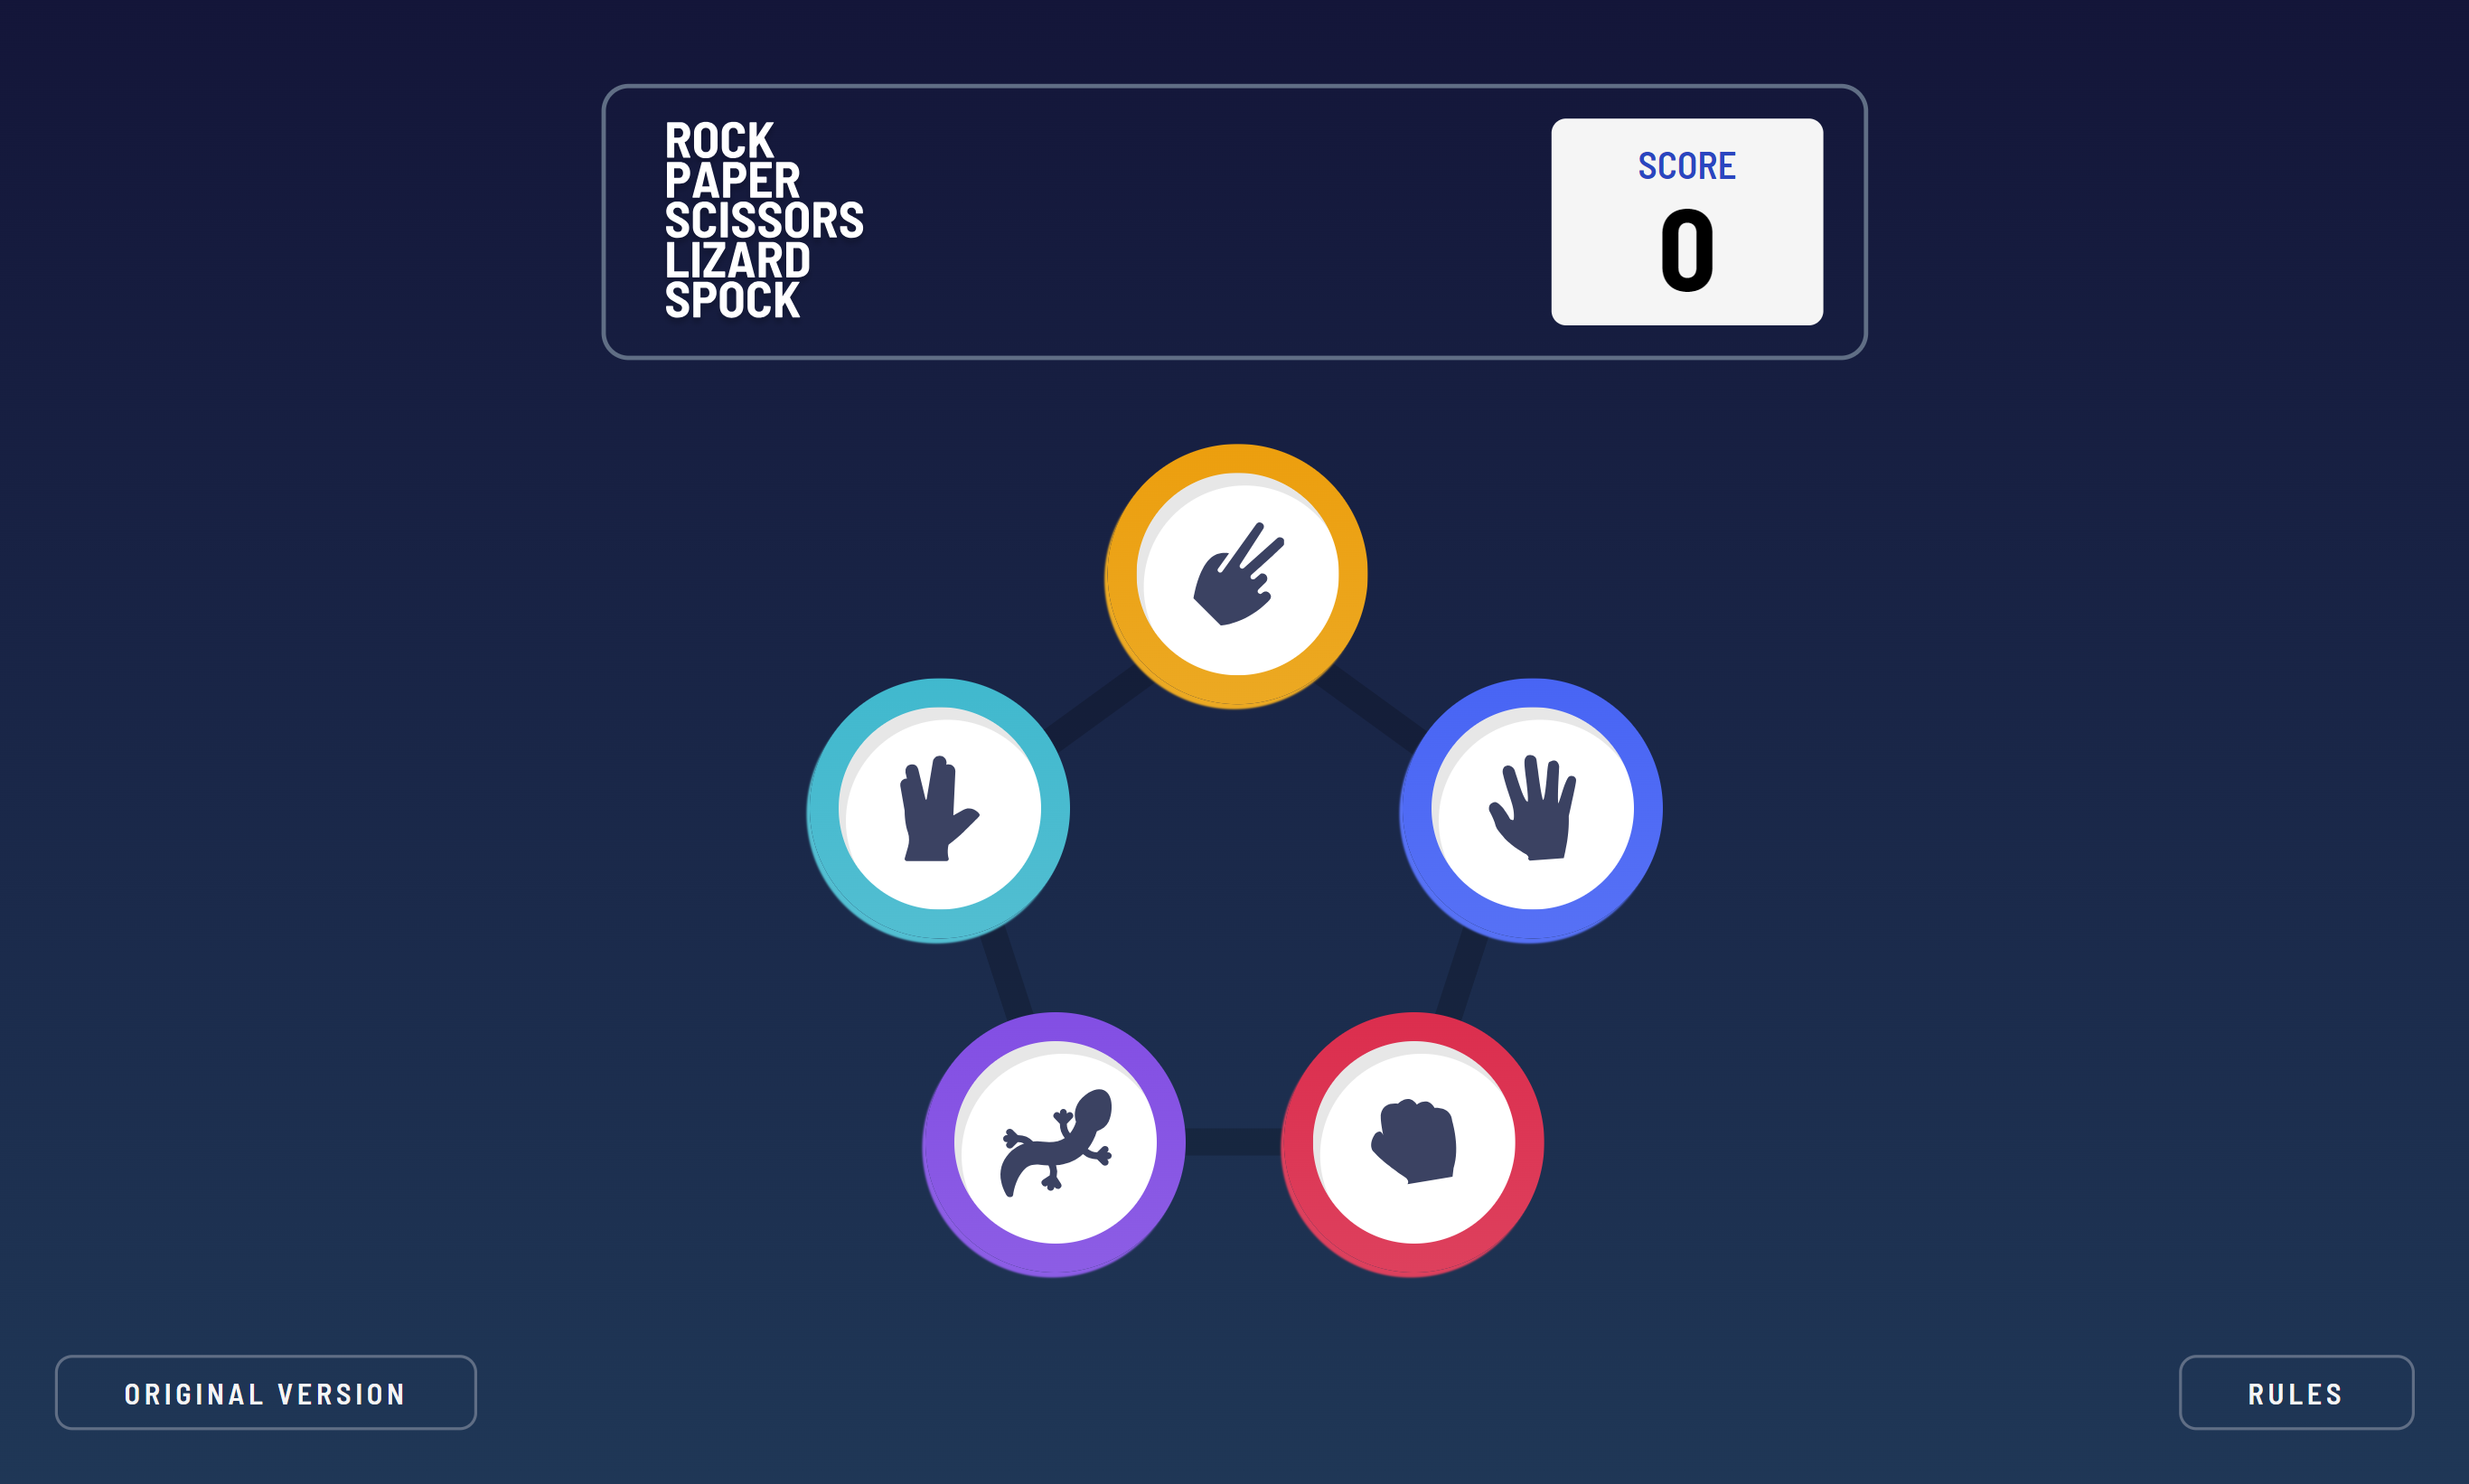 ROCK
PAPER
SCISSORS
LIZARD
SPOCK
SCORE
0
ORIGINAL VERSION
RULES